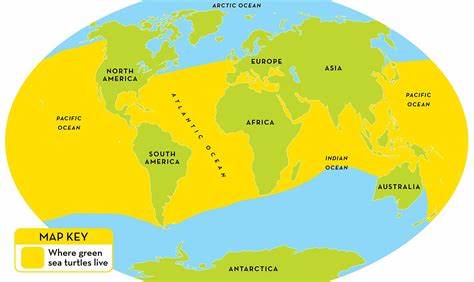 ARCTIC OCEAN
NORTH
AMERICA
EUROPE
ASIA
PACIFIC
OCEAN
ATLANTIC OCEAN
AFRICA
PACIFIC
OCEAN
SOUTH
AMERICA
INDIAN
OCEAN
AUSTRALIA
MAP KEY
Where green
sea turtles live
ANTARCTICA